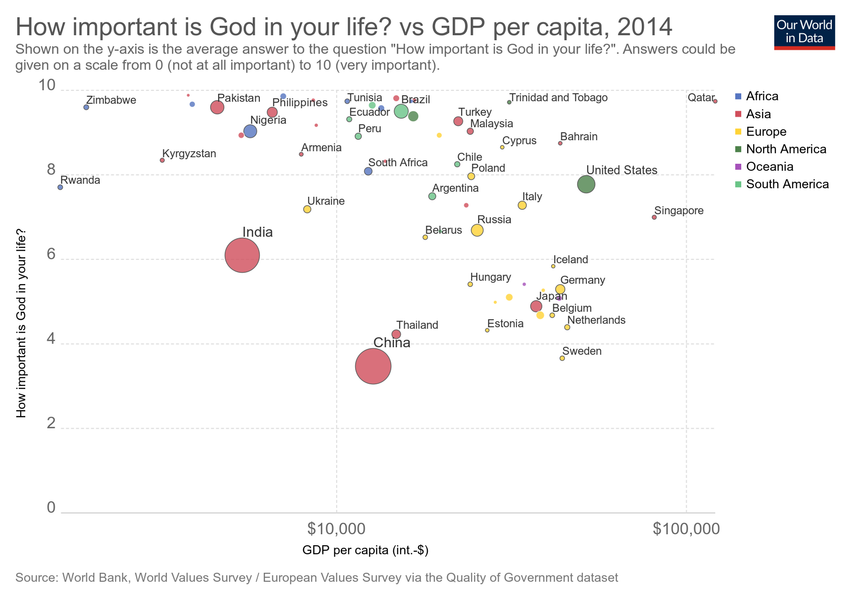 How important is God in your life? vs GDP per capita, 2014
Our World
in Data
Shown on the y-axis is the average answer to the question "How important is God in your life?". Answers could be
given on a scale from 0 (not at all important) to 10 (very important).
10
8
6
4
2
0
How important is God in your life?
Zimbabwe
Pakistan
Philippines
Tunisia
Brazil
Trinidad and Tobago
Qatar
Nigeria
Ecuador
Peru
Turkey
Malaysia
Kyrgyzstan
Armenia
Cyprus
Bahrain
South Africa
Chile
Poland
United States
Rwanda
Argentina
Ukraine
Italy
Singapore
India
Belarus
Russia
Iceland
Hungary
Germany
Japan
Belgium
Thailand
Estonia
Netherlands
China
Sweden
Africa
Asia
Europe
North America
Oceania
South America
$10,000
$100,000
GDP per capita (int.-$)
Source: World Bank, World Values Survey / European Values Survey via the Quality of Government dataset